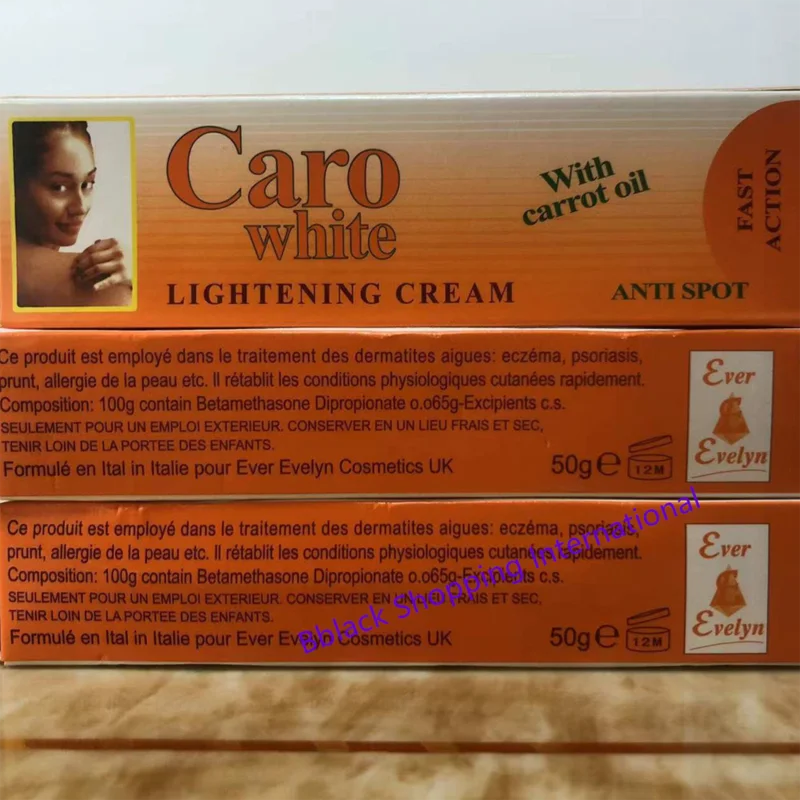 Caro
white
LIGHTENING CREAM
With
carrot oil
ANTI SPOT
FAST
ACTION
Ce produit est employé dans le traitement des dermatites aigues: eczéma, psoriasis,
prunt, allergie de la peau etc. Il rétablit les conditions physiologiques cutanées rapidement.
Composition: 100g contain Betamethasone Dipropionate o.o65g-Excipients c.s.
SEULEMENT POUR UN EMPLOI EXTERIEUR. CONSERVER EN UN LIEU FRAIS ET SEC,
TENIR LOIN DE LA PORTEE DES ENFANTS.
Formulé en Ital in Italie pour Ever Evelyn Cosmetics UK
50g e 12M
Ever
Evelyn
Ce produit est employé dans le traitement des dermatites aigues: eczéma, psoriasis,
prunt, allergie de la peau etc. Il rétablit les conditions physiologiques cutanées rapidement.
Composition: 100g contain Betamethasone Dipropionate o.o65g-Excipients c.s.
SEULEMENT POUR UN EMPLOI EXTERIEUR. CONSERVER EN UN LIEU FRAIS ET SEC,
TENIR LOIN DE LA PORTEE DES ENFANTS.
Formulé en Ital in Italie pour Ever Evelyn Cosmetics UK
50g e 12M
Ever
Evelyn
Bblack Shopping International